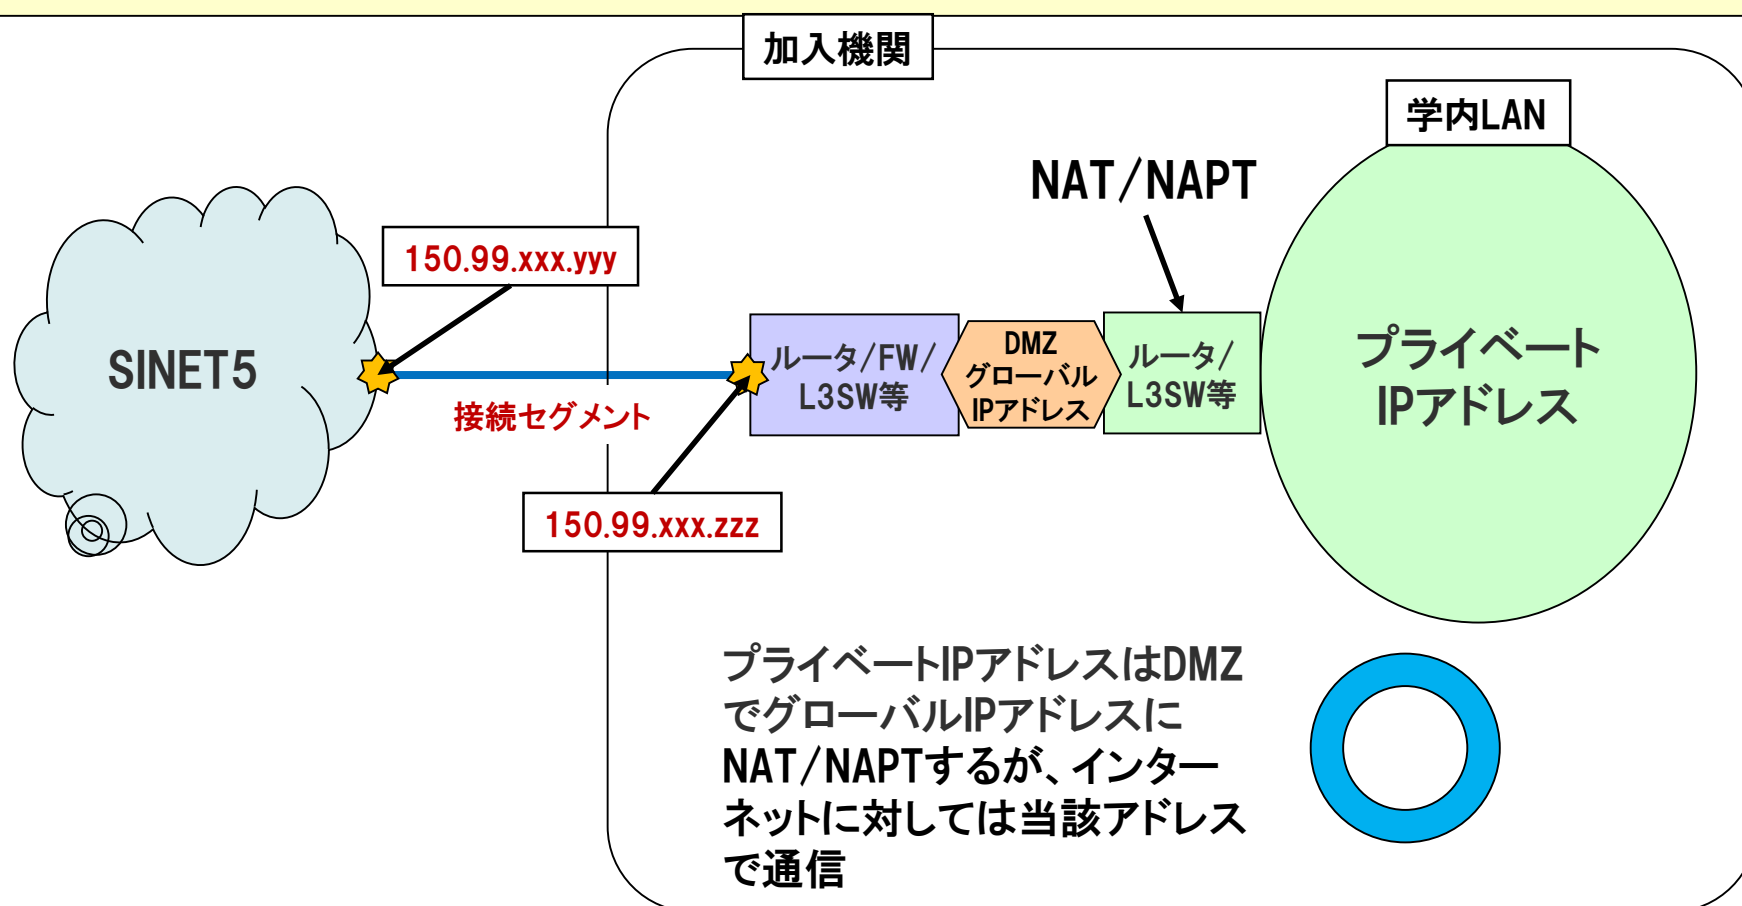 加入機関
学内LAN
NAT/NAPT
150.99.xxx.yyy
SINET5
接続セグメント
ルータ/FW/
L3SW等
DMZ
グローバル
IPアドレス
ルータ/
L3SW等
プライベート
IPアドレス
150.99.xxx.zzz
プライベートIPアドレスはDMZ
でグローバルIPアドレスに
NAT/NAPTするが、インター
ネットに対しては当該アドレス
で通信